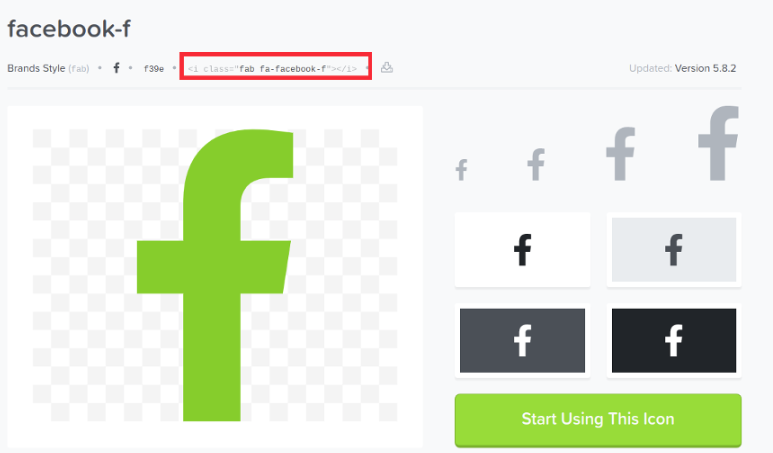 facebook-f
Brands Style (fab) • f • f39e • <i class="fab fa-facebook-f"></i> •
Updated: Version 5.8.2
Start Using This Icon